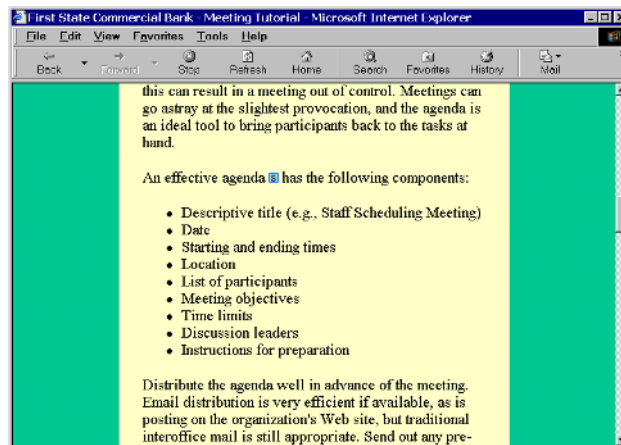 First State Commercial Bank - Meeting Tutorial - Microsoft Internet Explorer
File Edit View Favorites Tools Help
Back Forward Stop Refresh Home Search Favorites History Mail
this can result in a meeting out of control. Meetings can
go astray at the slightest provocation, and the agenda is
an ideal tool to bring participants back to the tasks at
hand.
An effective agenda has the following components:
• Descriptive title (e.g., Staff Scheduling Meeting)
• Date
• Starting and ending times
• Location
• List of participants
• Meeting objectives
• Time limits
• Discussion leaders
• Instructions for preparation
Distribute the agenda well in advance of the meeting.
Email distribution is very efficient if available, as is
posting on the organization's Web site, but traditional
interoffice mail is still appropriate. Send out any pre-